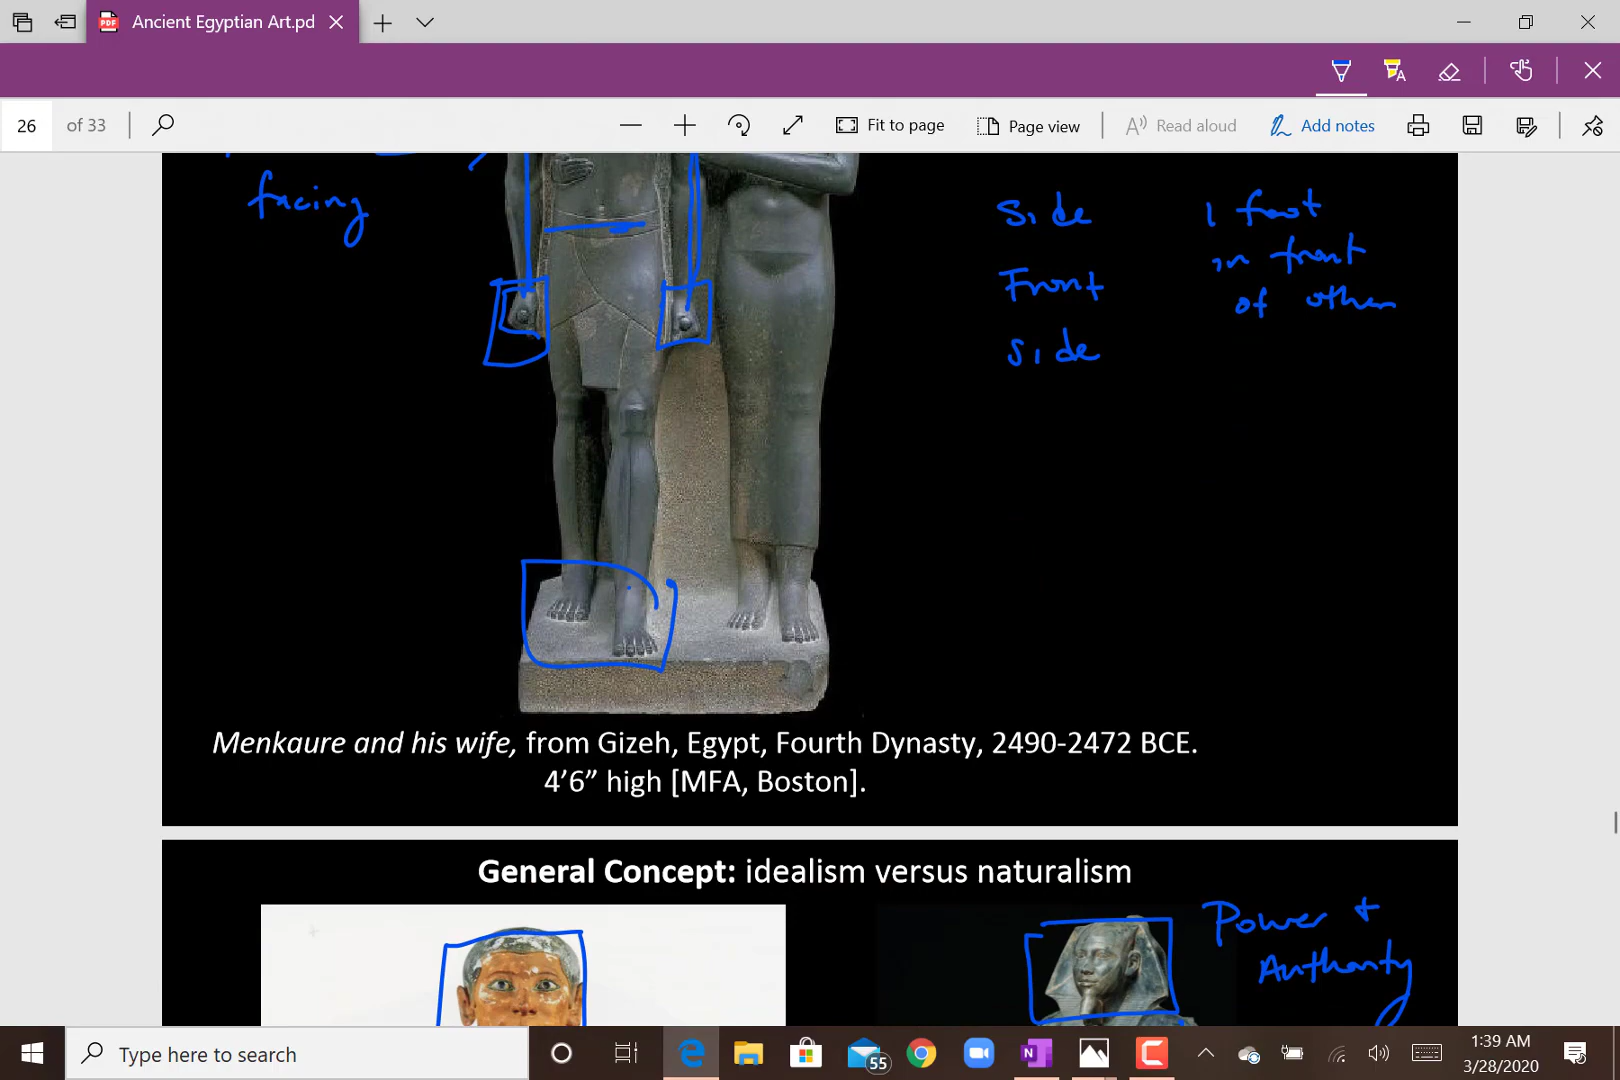 Ancient Egyptian Art.pd
26 of 33
Fit to page
Page view
Read aloud
Add notes
facing
Side
Front
Side
1 foot
in front
of other
Menkaure and his wife, from Gizeh, Egypt, Fourth Dynasty, 2490-2472 BCE.
4’6” high [MFA, Boston].
General Concept: idealism versus naturalism
Power +
Authority
Type here to search
55
1:39 AM
3/28/2020